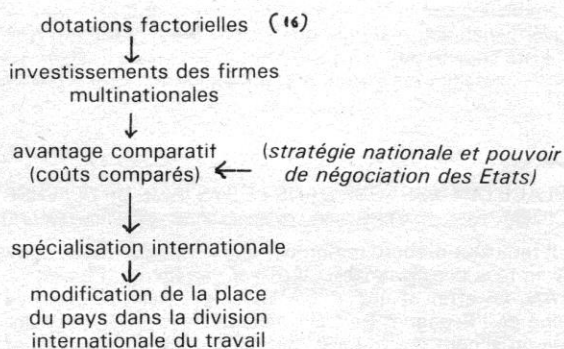 dotations factorielles (16)
investissements des firmes
multinationales
avantage comparatif (stratégie nationale et pouvoir
(coûts comparés) de négociation des Etats)
spécialisation internationale
modification de la place
du pays dans la division
internationale du travail